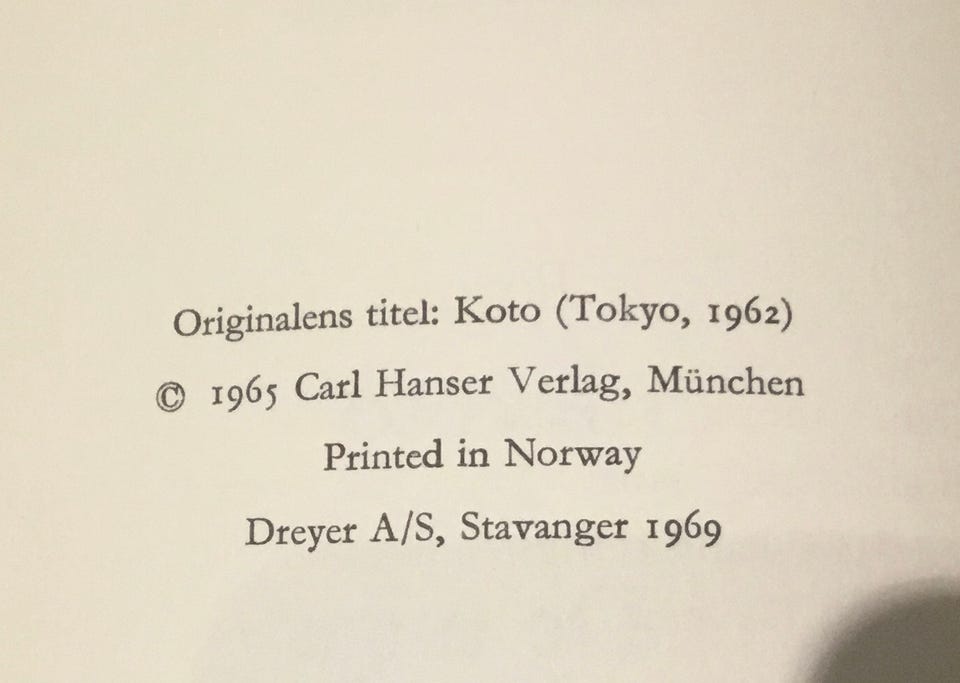 Originalens titel: Koto (Tokyo, 1962)
© 1965 Carl Hanser Verlag, München
Printed in Norway
Dreyer A/S, Stavanger 1969